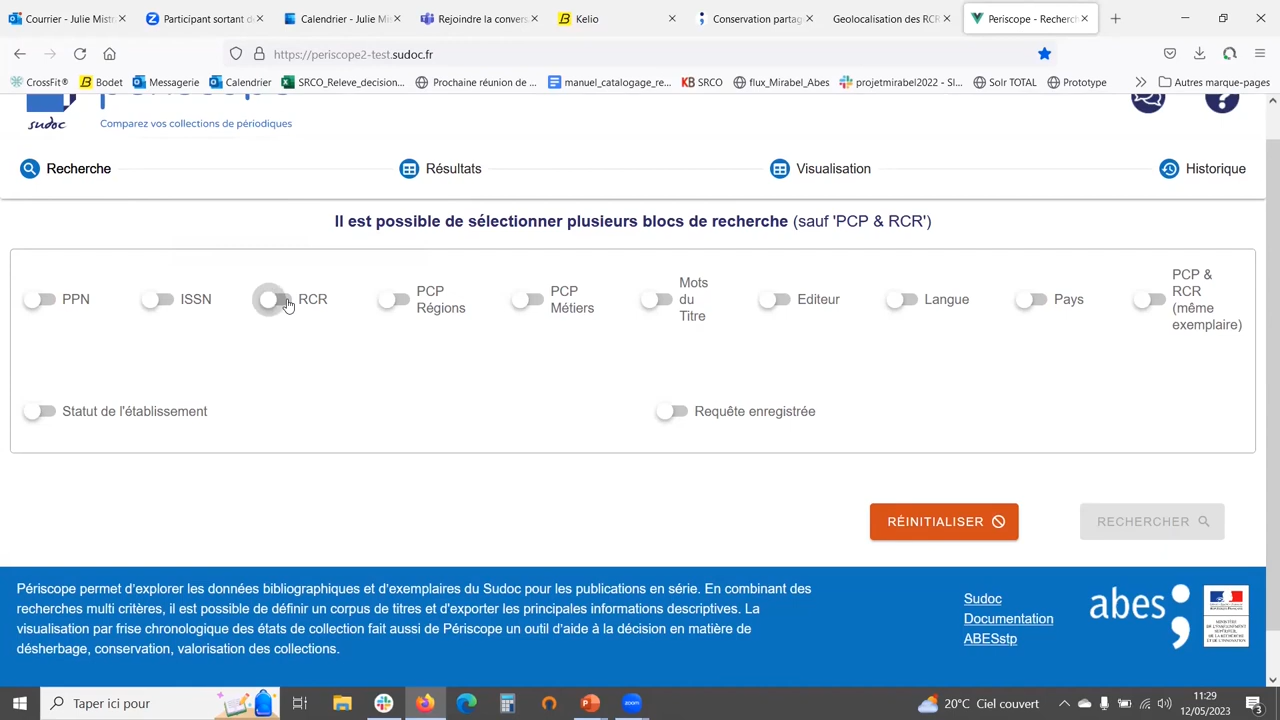 Courrier - Julie Mistr
Participant sortant d
Calendrier - Julie Mi
Rejoindre la convers
Kelio
Conservation partag
Geolocalisation des RCR
Periscope - Recherch
https://periscope2-test.sudoc.fr
CrossFit®
Bodet
Messagerie
Calendrier
SRCO_Releve_decision...
Prochaine réunion de ...
manuel_catalogage_re...
SRCO
flux_Mirabel_Abes
projetmirabel2022 - Sl...
Solr TOTAL
Prototype
Autres marque-pages
sudoc
Comparez vos collections de périodiques
Recherche
Résultats
Visualisation
Historique
Il est possible de sélectionner plusieurs blocs de recherche (sauf 'PCP & RCR')
PPN
ISSN
RCR
PCP
Régions
PCP
Métiers
Mots
du
Titre
Editeur
Langue
Pays
PCP &
RCR
(même
exemplaire)
Statut de l'établissement
Requête enregistrée
RÉINITIALISER
RECHERCHER
Périscope permet d'explorer les données bibliographiques et d'exemplaires du Sudoc pour les publications en série. En combinant des
recherches multi critères, il est possible de définir un corpus de titres et d'exporter les principales informations descriptives. La
visualisation par frise chronologique des états de collection fait aussi de Périscope un outil d'aide à la décision en matière de
désherbage, conservation, valorisation des collections.
Sudoc
Documentation
ABESstp
abes
Taper ici pour
zoom
20°C Ciel couvert
11:29
12/05/2023
3